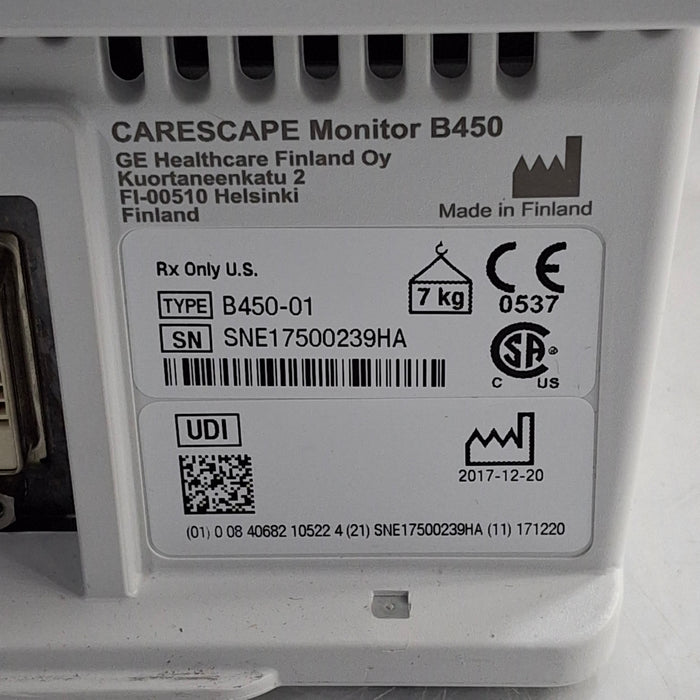 CARESCAPE Monitor B450
GE Healthcare Finland Oy
Kuortaneenkatu 2
FI-00510 Helsinki
Finland
Made in Finland
Rx Only U.S.
7 kg
CE
0537
TYPE B450-01
SN SNE17500239HA
CSA
C US
UDI
2017-12-20
(01) 0 08 40682 10522 4 (21) SNE17500239HA (11) 171220